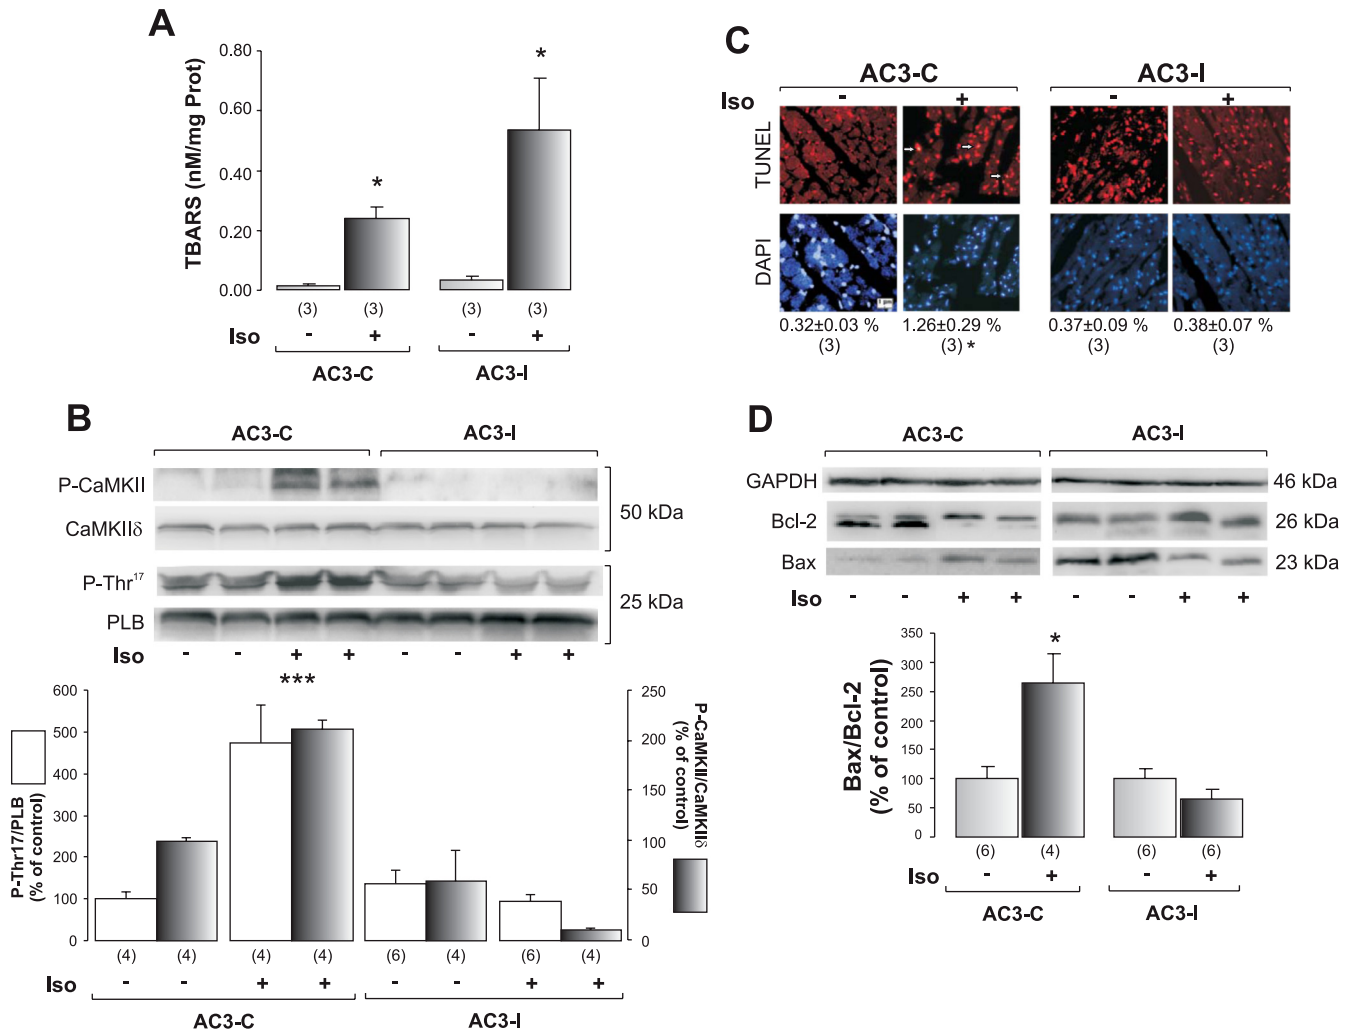 A
TBARS (nM/mg Prot)
0.80
0.60
0.40
0.20
0.00
(3) (3) (3) (3)
Iso - + - +
AC3-C AC3-I
B
AC3-C AC3-I
P-CaMKII
CaMKIIδ
50 kDa
P-Thr17
PLB
25 kDa
Iso - - + + - - + +
***
P-Thr17/PLB
(% of control)
600
500
400
300
200
100
0
250
200
150
100
50
0
P-CaMKII/CaMKIIδ
(% of control)
(4) (4) (4) (4) (6) (4) (6) (4)
Iso - - + + - - + +
AC3-C AC3-I
C
AC3-C AC3-I
Iso - + - +
TUNEL
DAPI
1 µm
0.32±0.03 % 1.26±0.29 % 0.37±0.09 % 0.38±0.07 %
(3) (3) * (3) (3)
D
AC3-C AC3-I
GAPDH 46 kDa
Bcl-2 26 kDa
Bax 23 kDa
Iso - - + + - - + +
Bax/Bcl-2
(% of control)
350
300
250
200
150
100
50
0
*
(6) (4) (6) (6)
Iso - + - +
AC3-C AC3-I